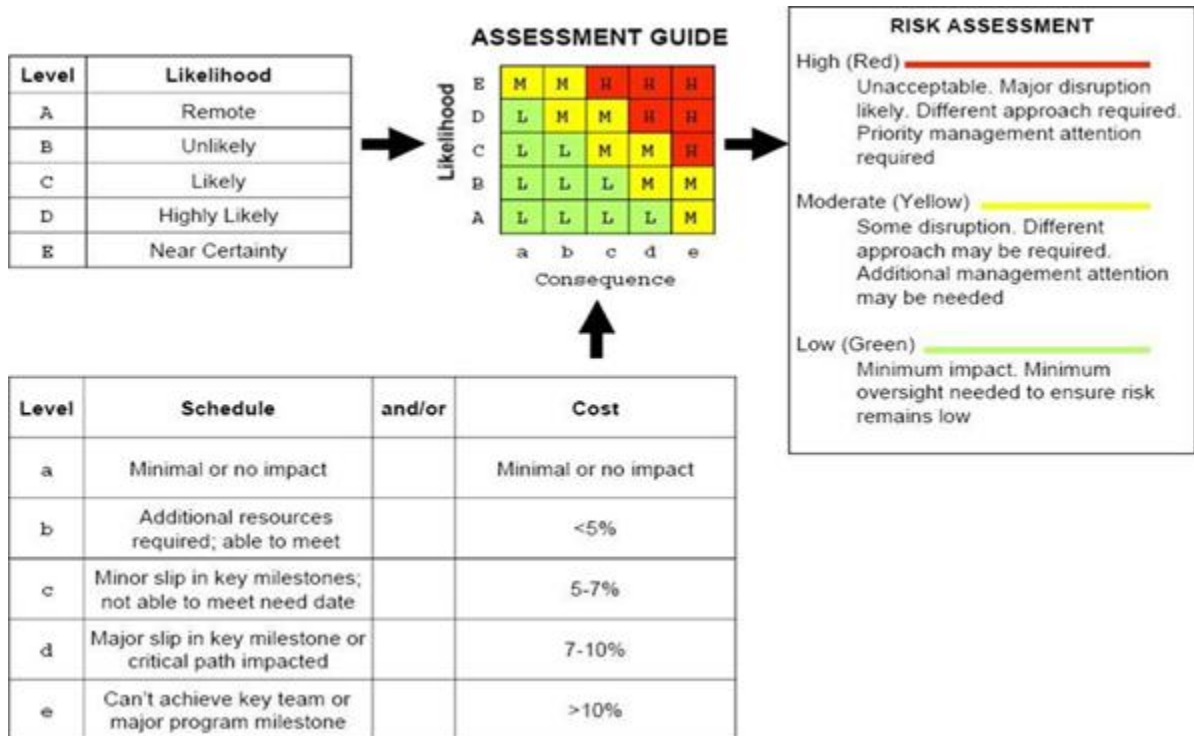 ASSESSMENT GUIDE
Level Likelihood
A Remote
B Unlikely
C Likely
D Highly Likely
E Near Certainty
Likelihood
E M M H H H
D L M M H H
C L L M M H
B L L L M M
A L L L L M
a b c d e
Consequence
RISK ASSESSMENT
High (Red)
Unacceptable. Major disruption
likely. Different approach required.
Priority management attention
required
Moderate (Yellow)
Some disruption. Different
approach may be required.
Additional management attention
may be needed
Low (Green)
Minimum impact. Minimum
oversight needed to ensure risk
remains low
Level Schedule and/or Cost
a Minimal or no impact Minimal or no impact
b Additional resources
required; able to meet <5%
c Minor slip in key milestones;
not able to meet need date 5-7%
d Major slip in key milestone or
critical path impacted 7-10%
e Can't achieve key team or
major program milestone >10%